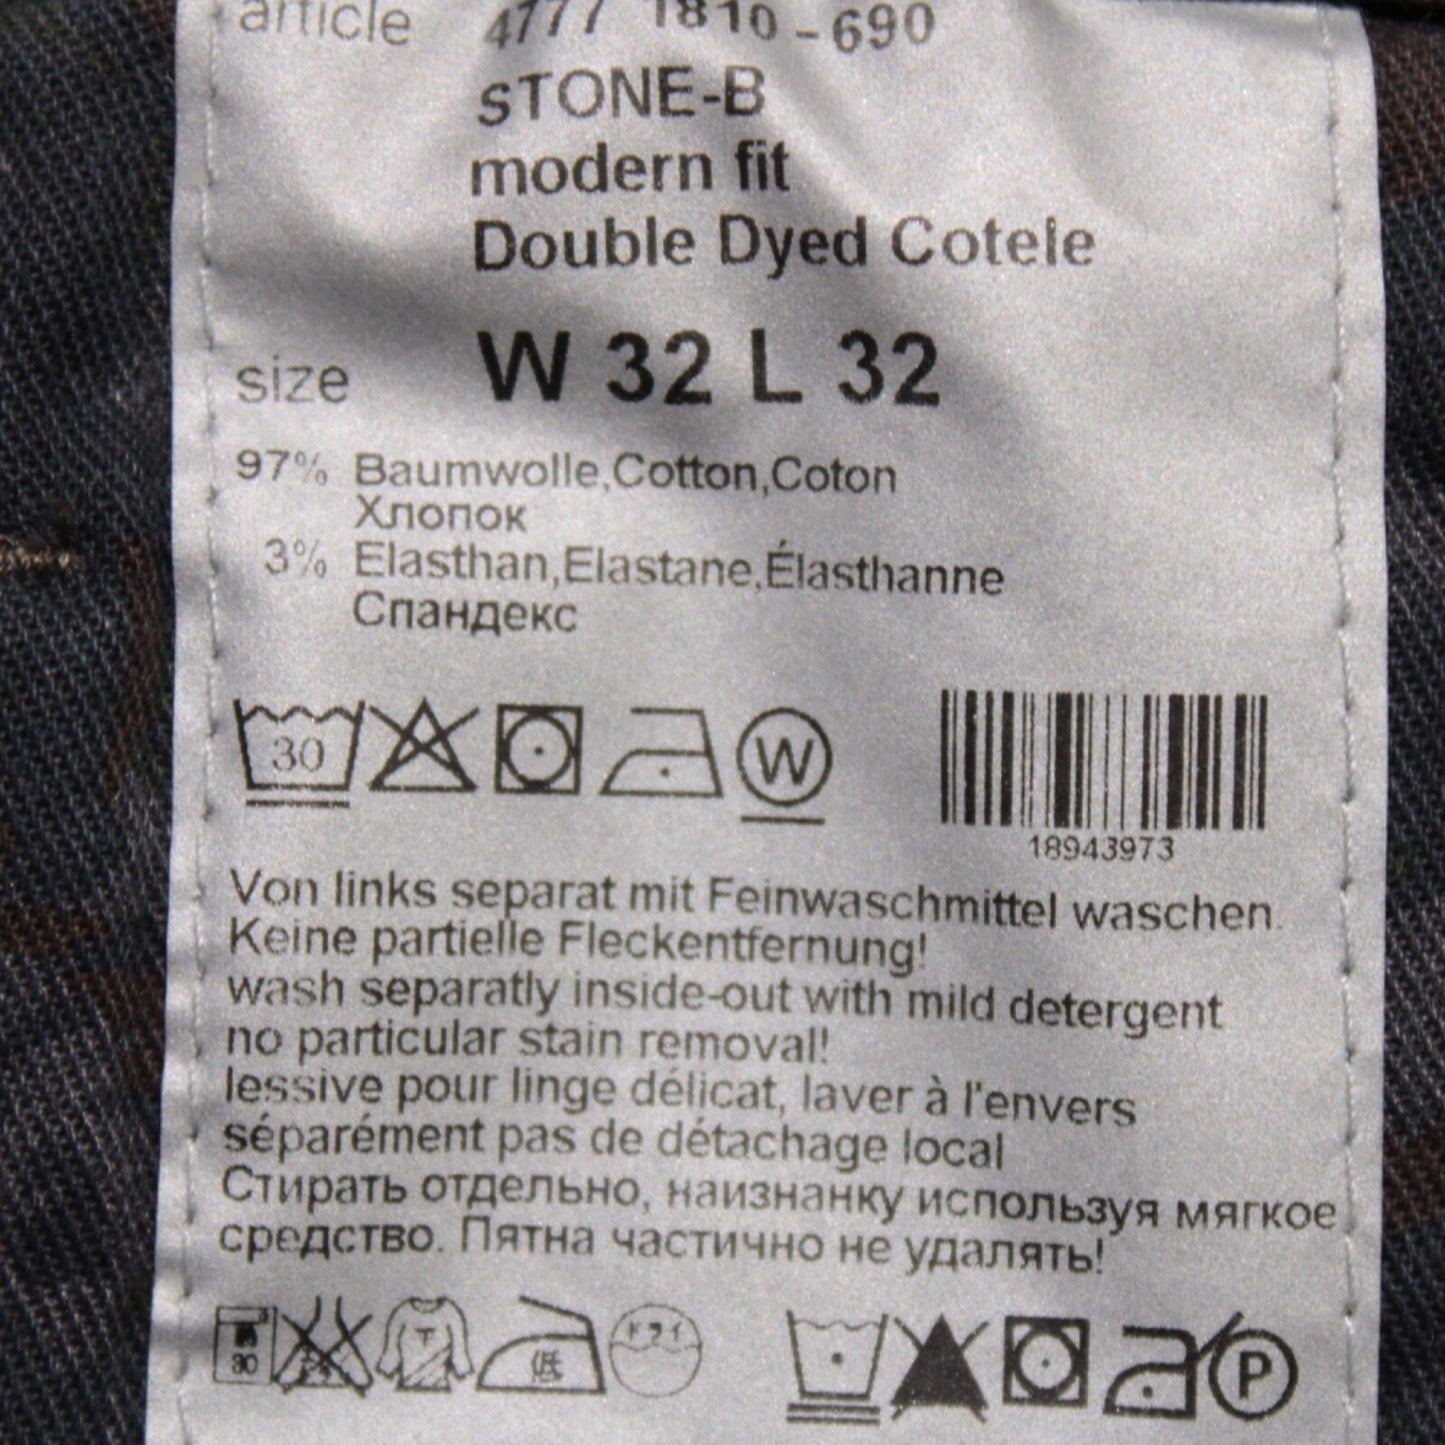 article 4777 1810-690
STONE-B
modern fit
Double Dyed Cotele
size W 32 L 32
97% Baumwolle,Cotton,Coton
Хлопок
3% Elasthan,Elastane,Élasthanne
Спандекс
30 W
18943973
Von links separat mit Feinwaschmittel waschen.
Keine partielle Fleckentfernung!
wash separatly inside-out with mild detergent
no particular stain removal!
lessive pour linge délicat, laver à l'envers
séparément pas de détachage local
Стирать отдельно, наизнанку используя мягкое
средство. Пятна частично не удалять!
30 低 ドライ P